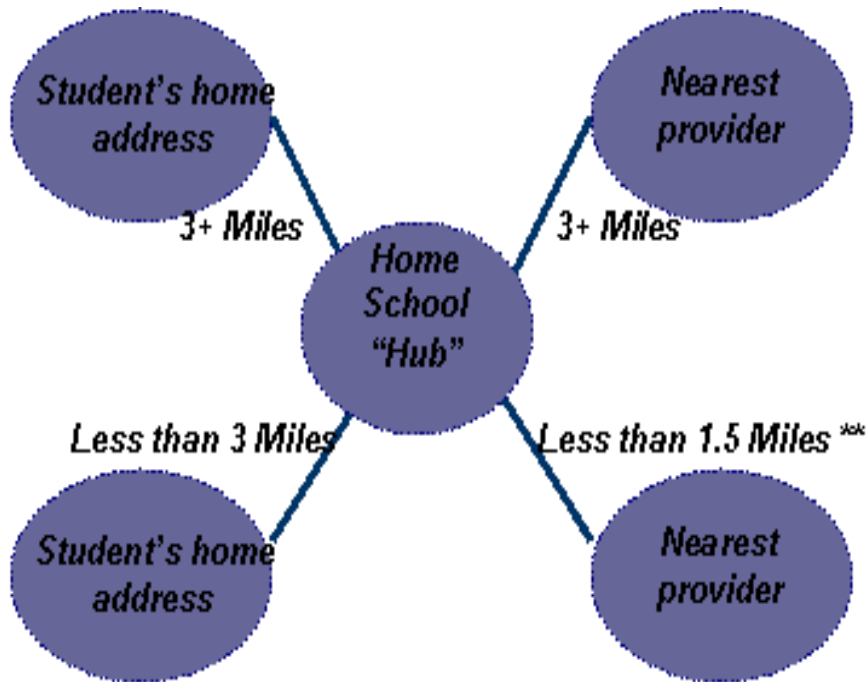 Student’s home
address
Nearest
provider
3+ Miles
3+ Miles
Home
School
“Hub”
Less than 3 Miles
Less than 1.5 Miles **
Student’s home
address
Nearest
provider